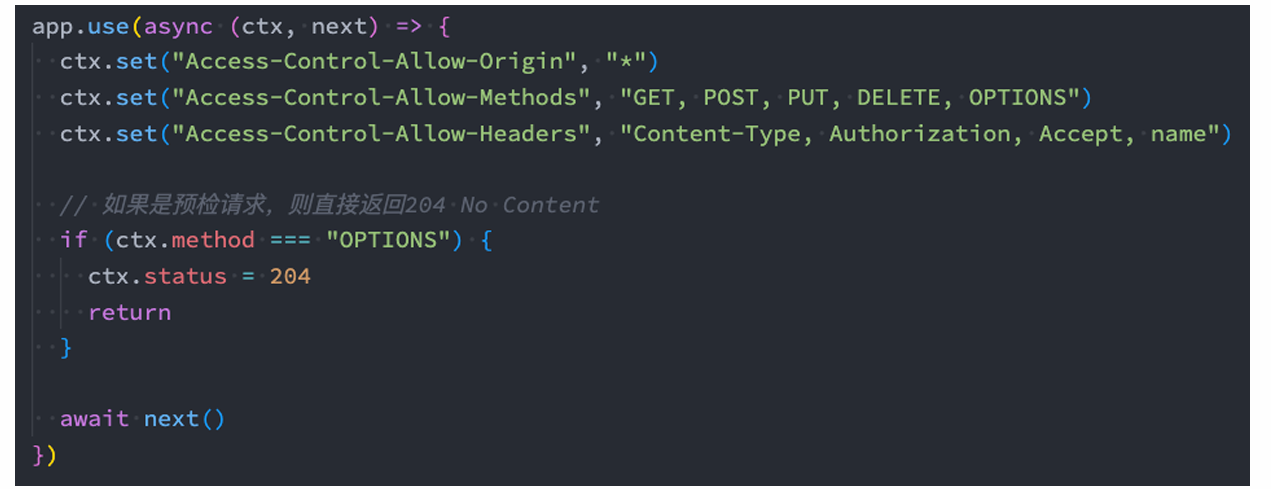 app.use(async (ctx, next) => {
ctx.set("Access-Control-Allow-Origin", "*")
ctx.set("Access-Control-Allow-Methods", "GET, POST, PUT, DELETE, OPTIONS")
ctx.set("Access-Control-Allow-Headers", "Content-Type, Authorization, Accept, name")
// 如果是预检请求，则直接返回204 No Content
if (ctx.method === "OPTIONS") {
ctx.status = 204
return
}
await next()
})